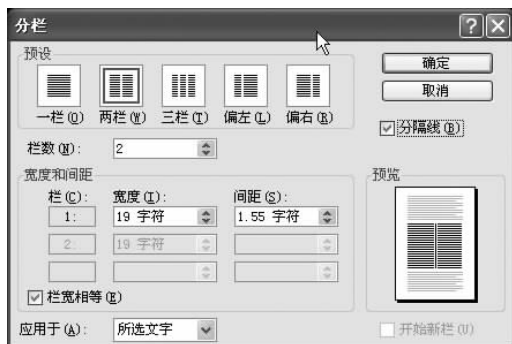 分栏
预设
一栏(O) 两栏(W) 三栏(T) 偏左(L) 偏右(R)
确定
取消
分隔线(B)
栏数(N): 2
宽度和间距
栏(C): 宽度(I): 间距(S):
1: 19 字符 1.55 字符
2: 19 字符
栏宽相等(E)
预览
应用于(A): 所选文字
开始新栏(U)